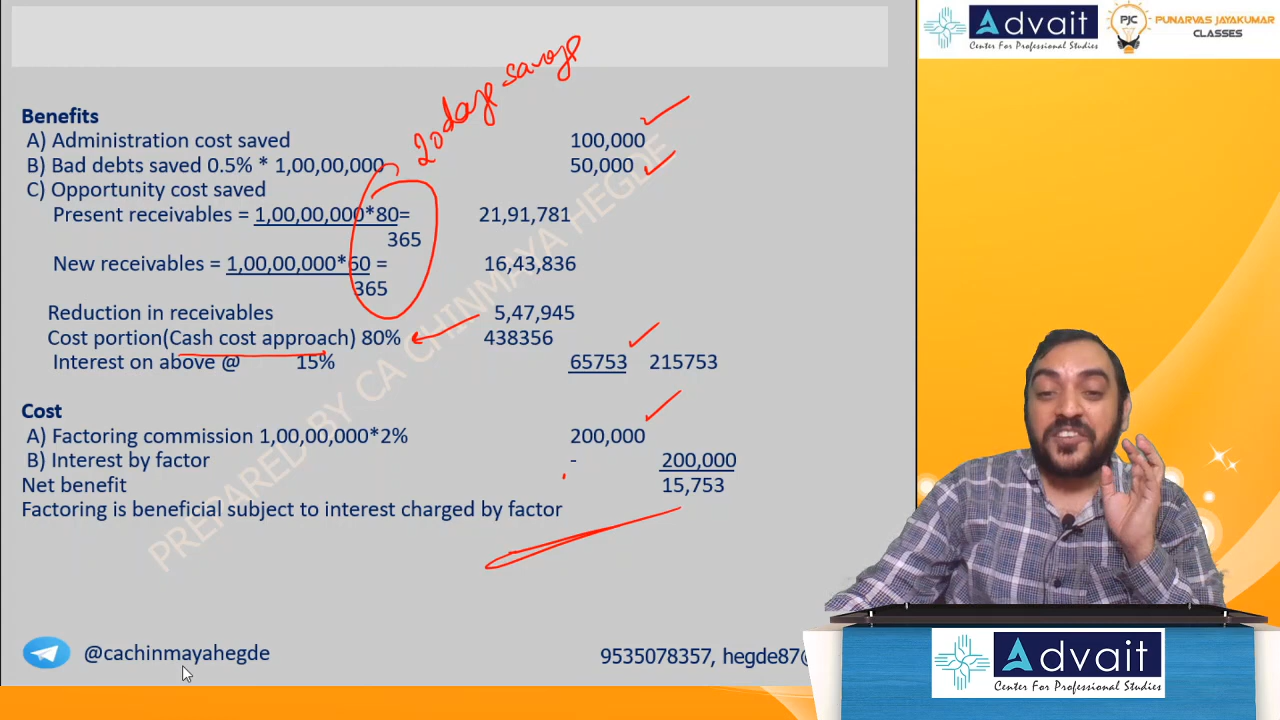 Advait
Center For Professional Studies
PJC
PUNARVAS JAYAKUMAR
CLASSES
20 days savings
Benefits
A) Administration cost saved 100,000
B) Bad debts saved 0.5% * 1,00,00,000 50,000
C) Opportunity cost saved
Present receivables = 1,00,00,000*80= 21,91,781
365
New receivables = 1,00,00,000*60 = 16,43,836
365
Reduction in receivables 5,47,945
Cost portion(Cash cost approach) 80% 438356
Interest on above @ 15% 65753 215753
Cost
A) Factoring commission 1,00,00,000*2% 200,000
B) Interest by factor - 200,000
Net benefit 15,753
Factoring is beneficial subject to interest charged by factor
PREPARED BY CA CHINMAYA HEGDE
@cachinmayahegde
9535078357, hegde87@
Advait
Center For Professional Studies